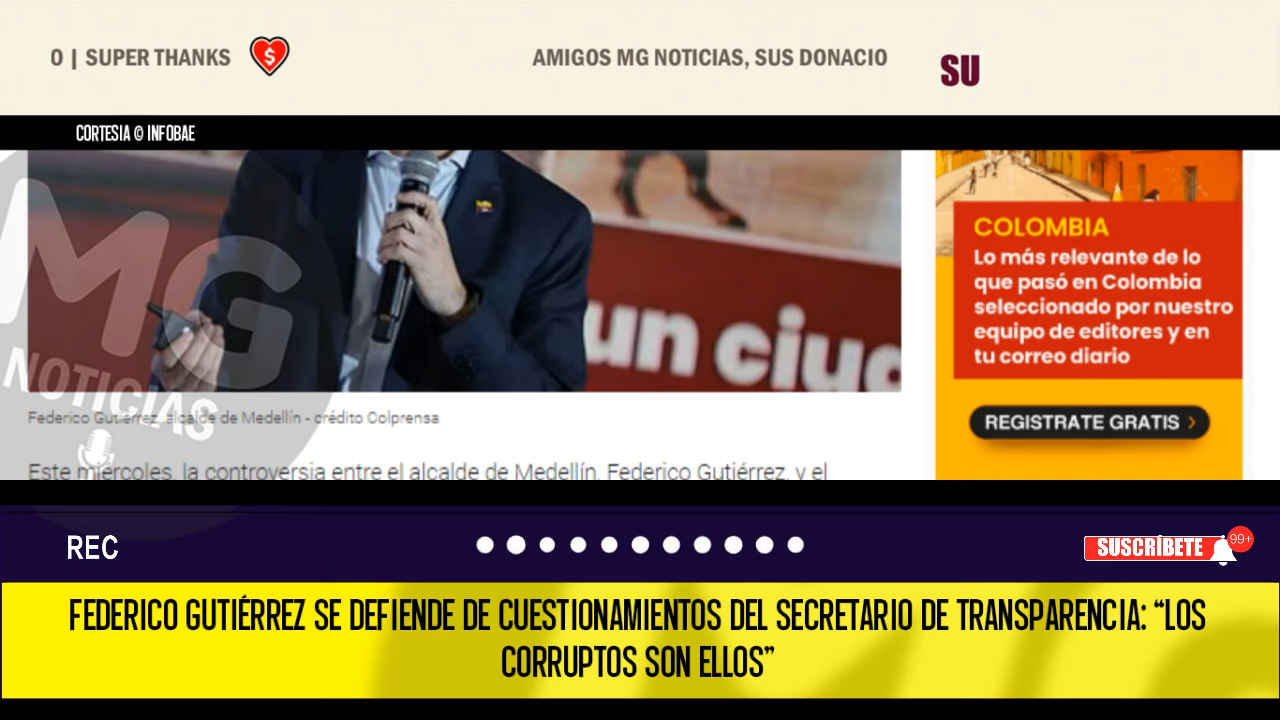 O | SUPER THANKS
AMIGOS MG NOTICIAS, SUS DONACIO
SU
CORTESIA © INFOBAE
un ciud
COLOMBIA
Lo más relevante de lo
que pasó en Colombia
seleccionado por nuestro
equipo de editores y en
tu correo diario
REGISTRATE GRATIS >
MG
NOTICIAS
Federico Gutiérrez, alcalde de Medellín - crédito Colprensa
Este miércoles, la controversia entre el alcalde de Medellín, Federico Gutiérrez, y el
REC
SUSCRÍBETE
99+
FEDERICO GUTIÉRREZ SE DEFIENDE DE CUESTIONAMIENTOS DEL SECRETARIO DE TRANSPARENCIA: “LOS
CORRUPTOS SON ELLOS”